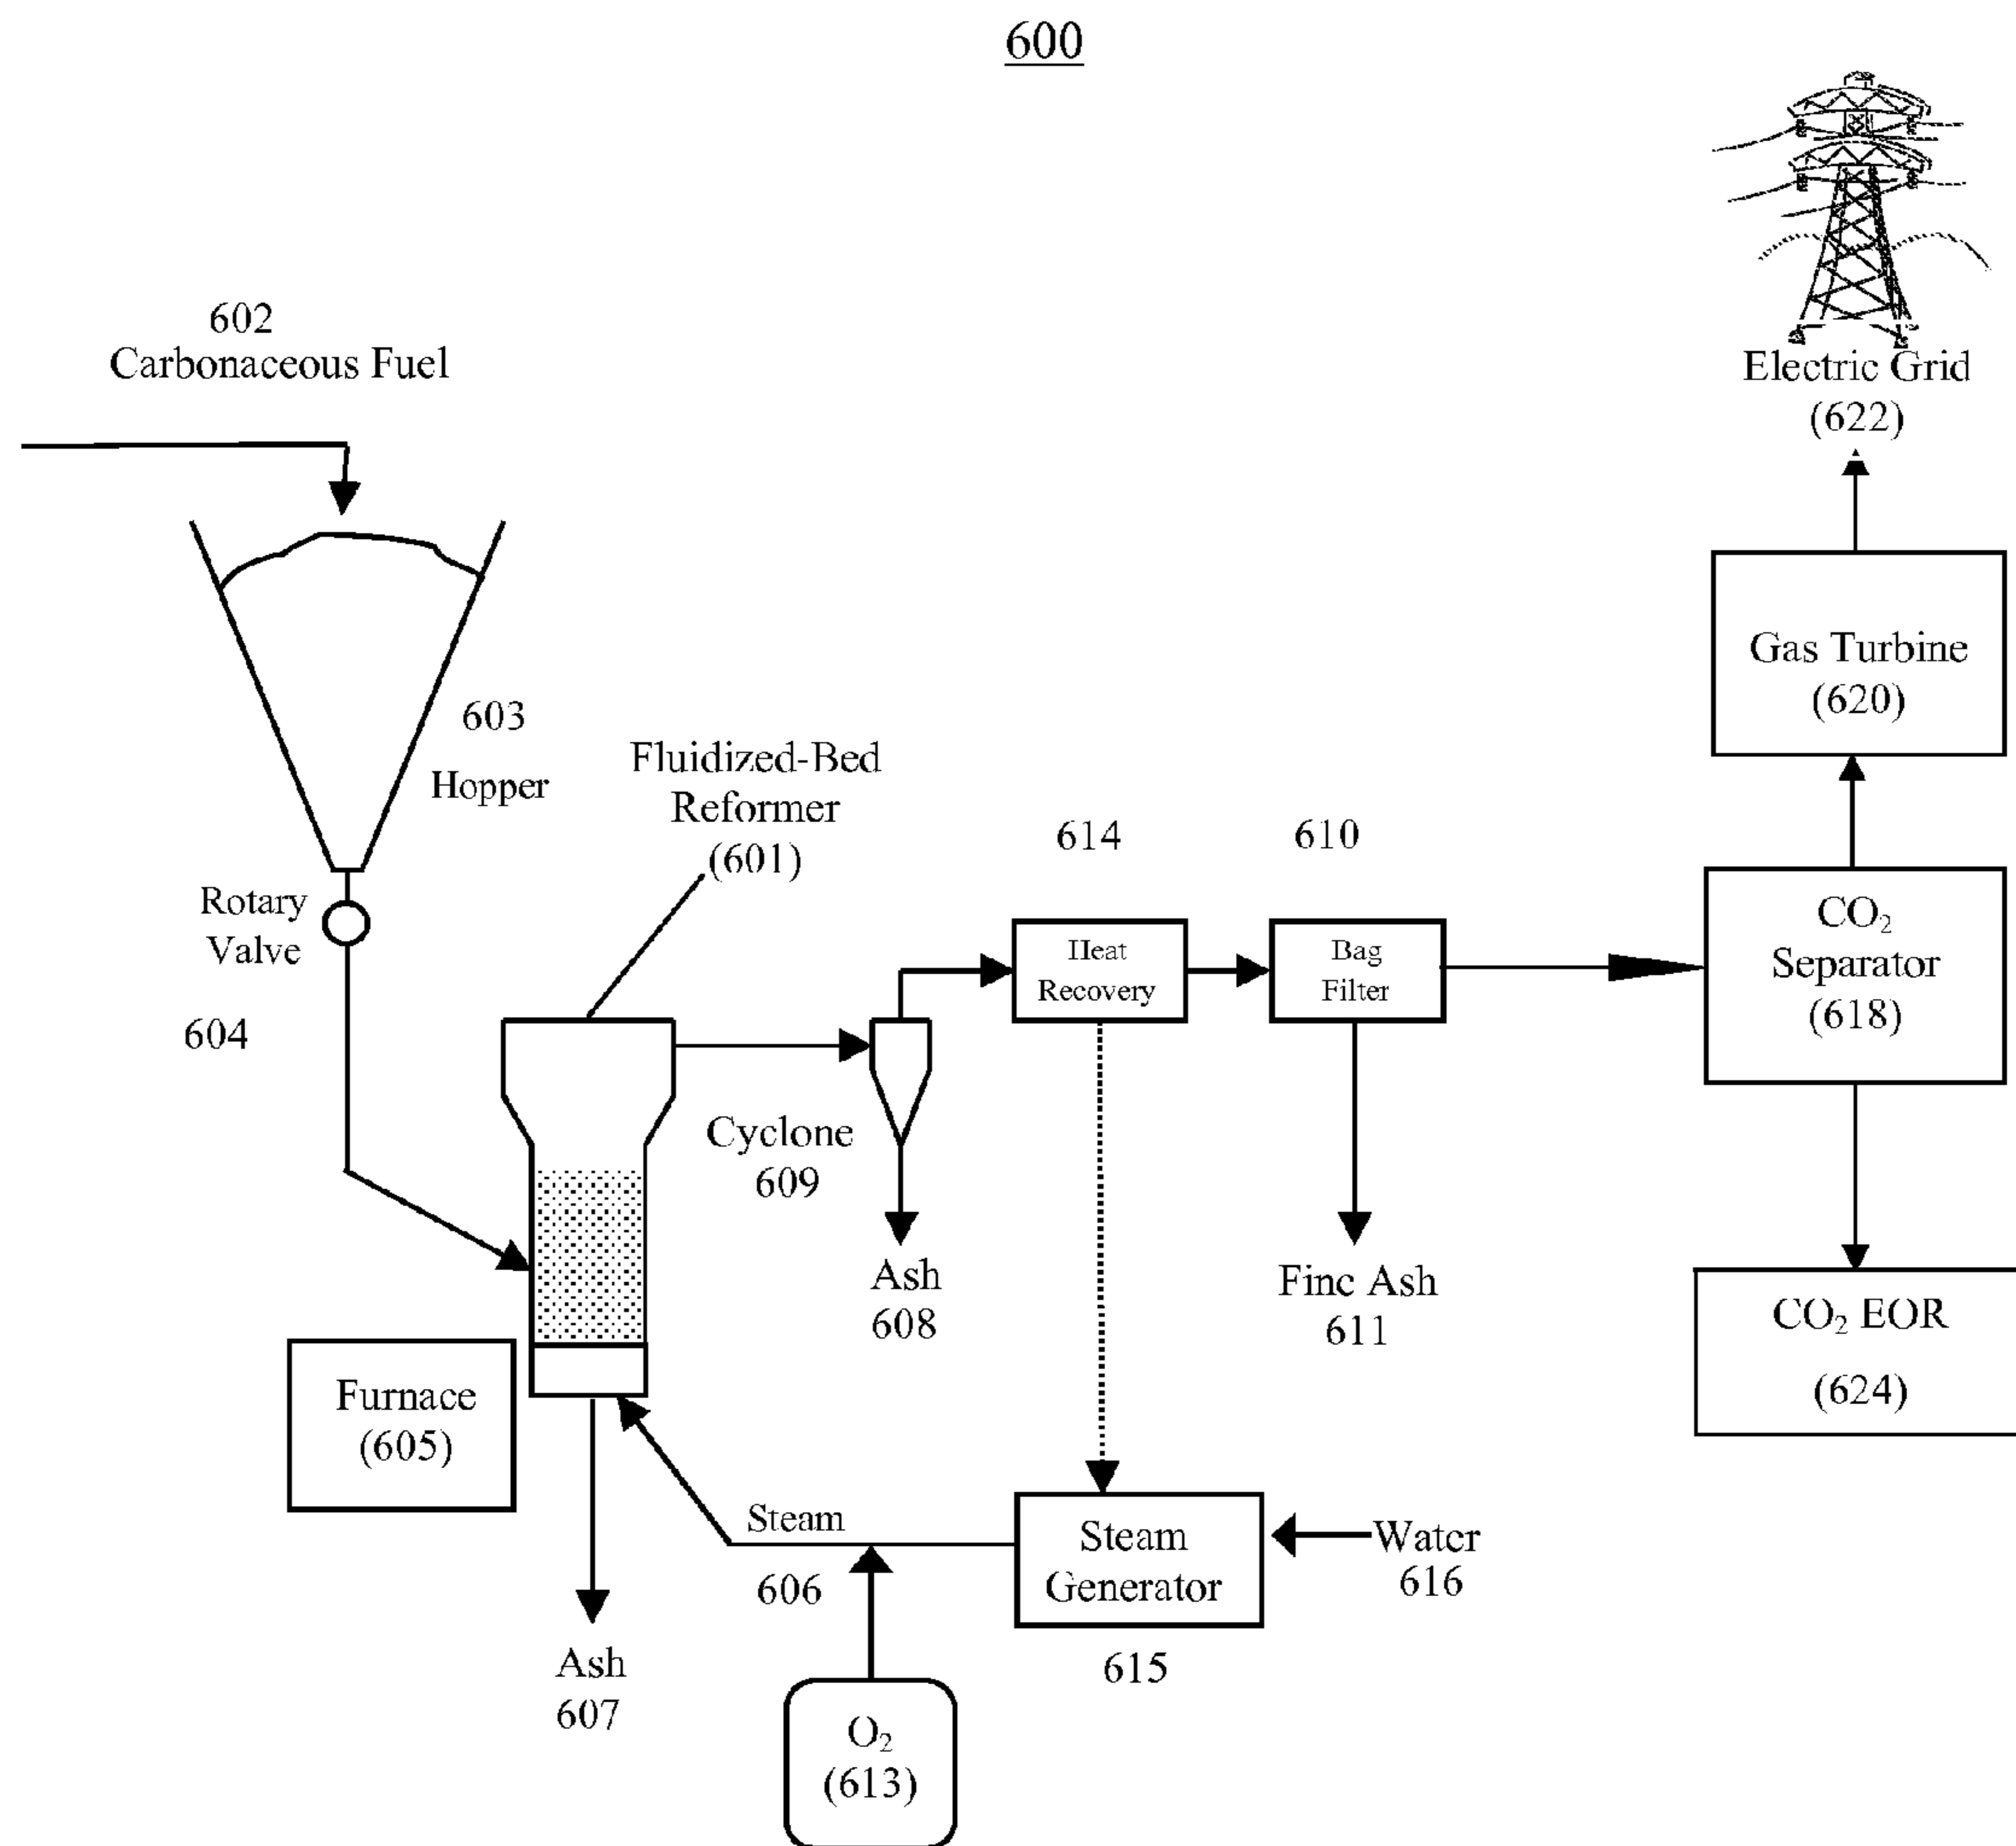 600
602
Carbonaceous Fuel
Electric Grid
(622)
Gas Turbine
(620)
603
Hopper
Fluidized-Bed
Reformer
(601)
614
610
Rotary
Valve
604
Heat
Recovery
Bag
Filter
CO₂
Separator
(618)
Cyclone
609
Ash
608
Fine Ash
611
CO₂ EOR
(624)
Furnace
(605)
Steam
606
Steam
Generator
615
Water
616
Ash
607
O₂
(613)